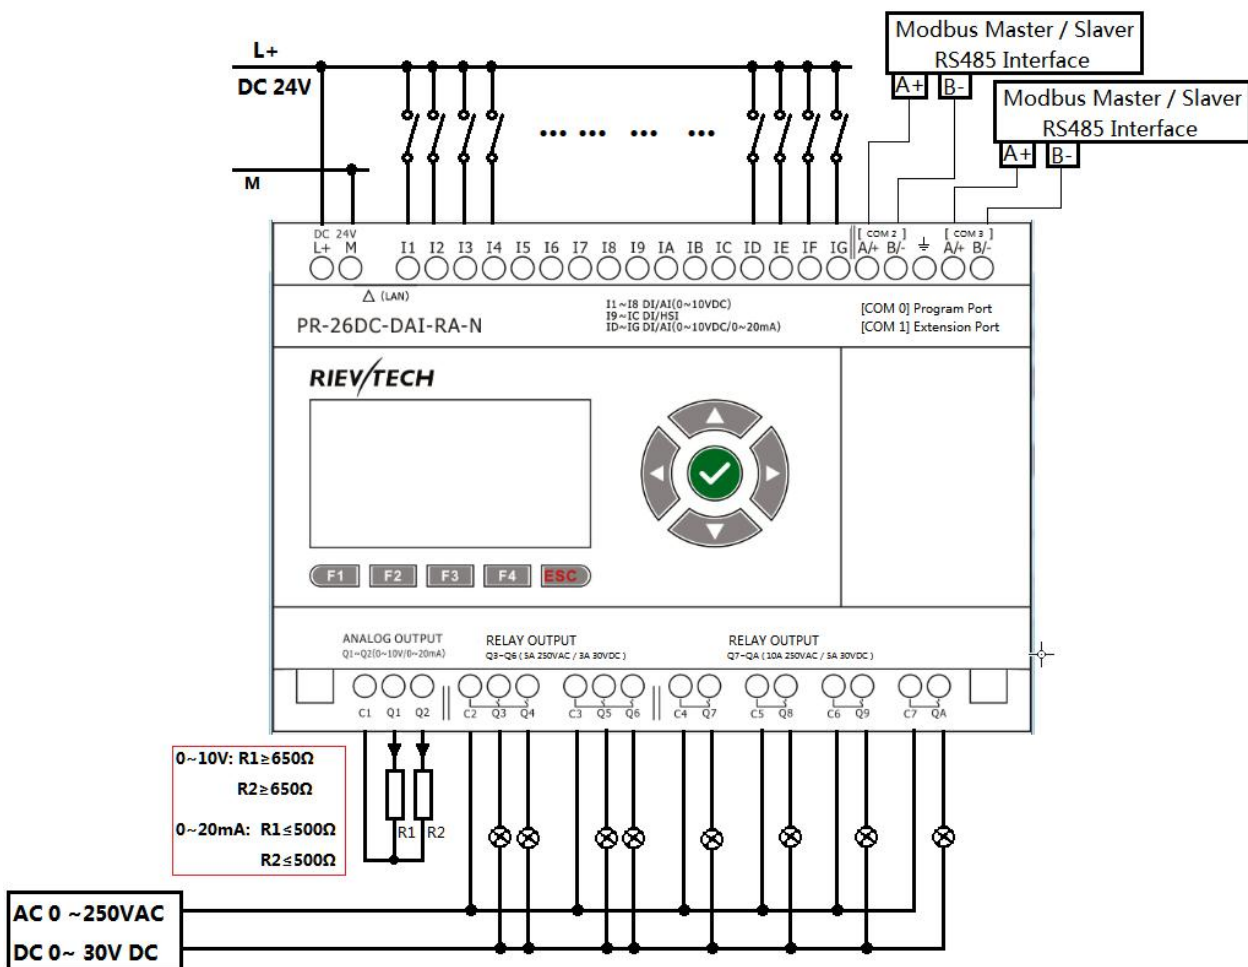 L+
DC 24V
M
Modbus Master / Slaver
RS485 Interface
A+ B-
Modbus Master / Slaver
RS485 Interface
A+ B-
DC 24V
L+ M I1 I2 I3 I4 I5 I6 I7 I8 I9 IA IB IC ID IE IF IG
[ COM 2 ] [ COM 3 ]
A/+ B/- A/+ B/-
(LAN)
PR-26DC-DAI-RA-N
I1~I8 DI/AI(0~10VDC)
I9~IC DI/HSI
ID~IG DI/AI(0~10VDC/0~20mA)
[COM 0] Program Port
[COM 1] Extension Port
RIEVTECH
F1 F2 F3 F4 ESC
ANALOG OUTPUT
Q1~Q2(0~10V/0~20mA)
RELAY OUTPUT
Q3~Q6 ( 5A 250VAC / 3A 30VDC )
RELAY OUTPUT
Q7~QA ( 10A 250VAC / 5A 30VDC )
C1 Q1 Q2 C2 Q3 Q4 C3 Q5 Q6 C4 Q7 C5 Q8 C6 Q9 C7 QA
0~10V: R1≥650Ω
R2≥650Ω
0~20mA: R1≤500Ω
R2≤500Ω
R1 R2
AC 0 ~250VAC
DC 0~ 30V DC